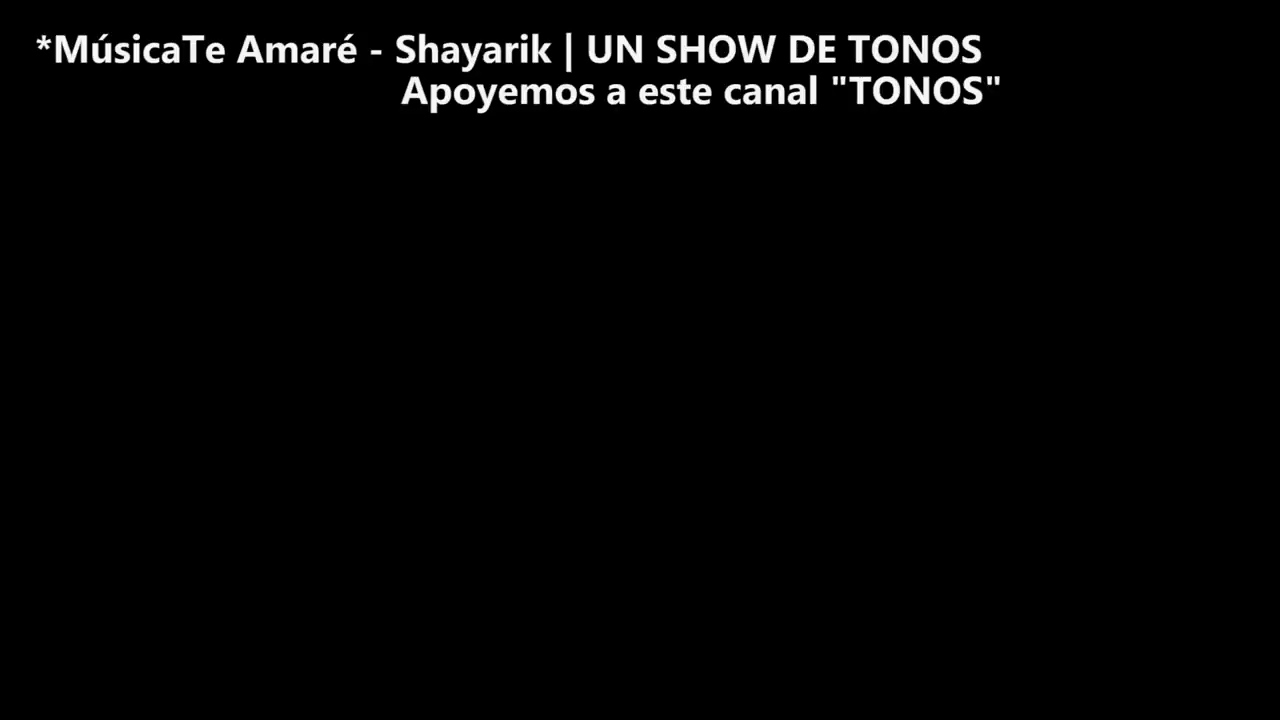 *MúsicaTe Amaré - Shayarik | UN SHOW DE TONOS
Apoyemos a este canal "TONOS"